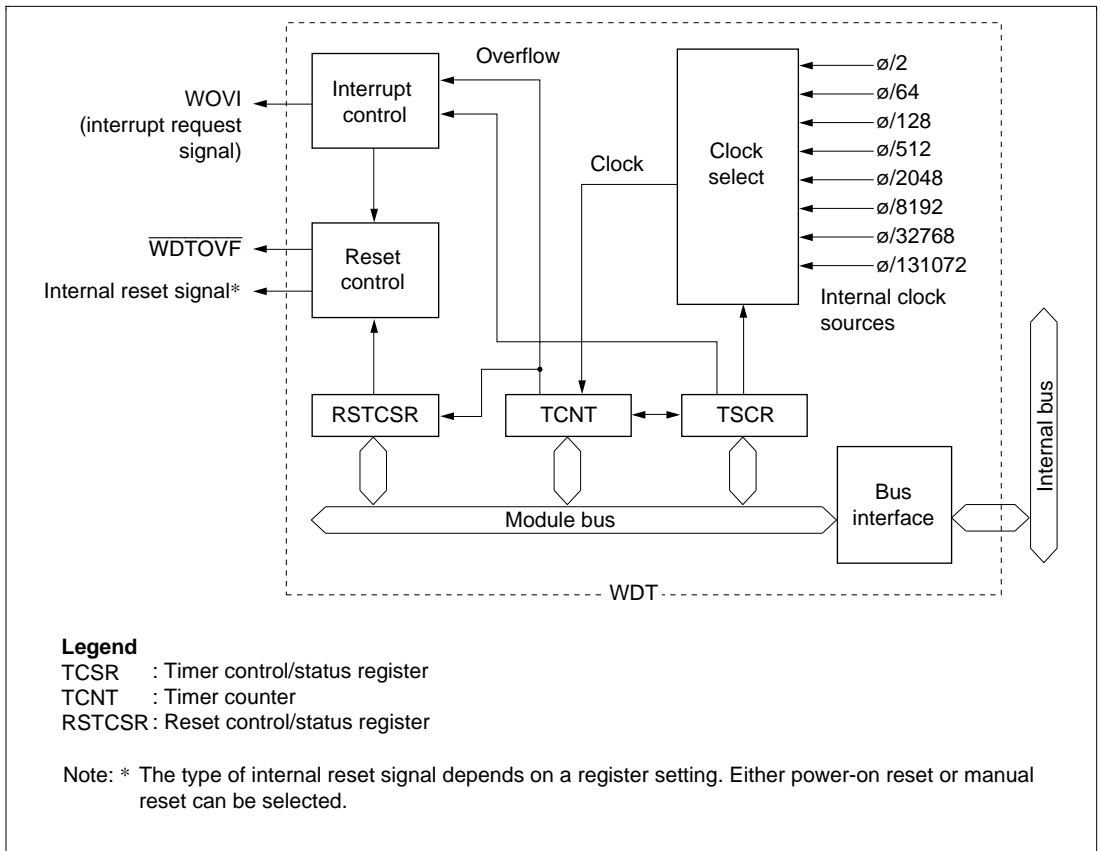 Overflow
Interrupt
control
WOVI
(interrupt request
signal)
Clock
Clock
select
ø/2
ø/64
ø/128
ø/512
ø/2048
ø/8192
ø/32768
ø/131072
Internal clock
sources
WDTOVF
Internal reset signal*
Reset
control
RSTCSR
TCNT
TSCR
Module bus
Bus
interface
Internal bus
WDT
Legend
TCSR : Timer control/status register
TCNT : Timer counter
RSTCSR : Reset control/status register
Note: * The type of internal reset signal depends on a register setting. Either power-on reset or manual
reset can be selected.